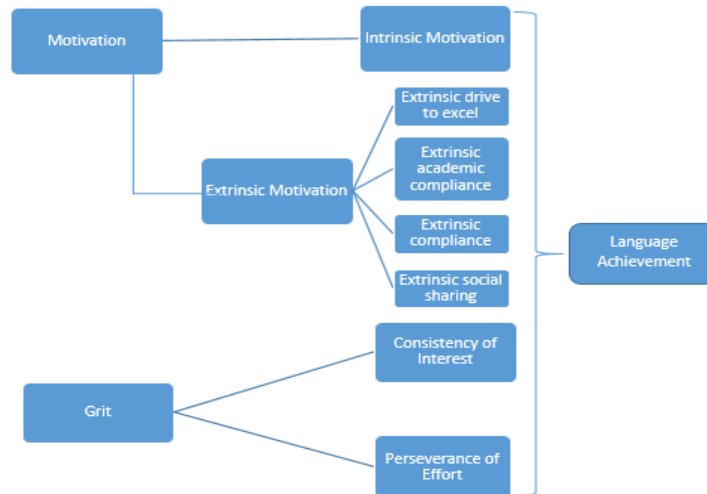 Motivation
Intrinsic Motivation
Extrinsic drive
to excel
Extrinsic
academic
compliance
Extrinsic Motivation
Extrinsic
compliance
Extrinsic social
sharing
Language
Achievement
Consistency of
Interest
Grit
Perseverance of
Effort